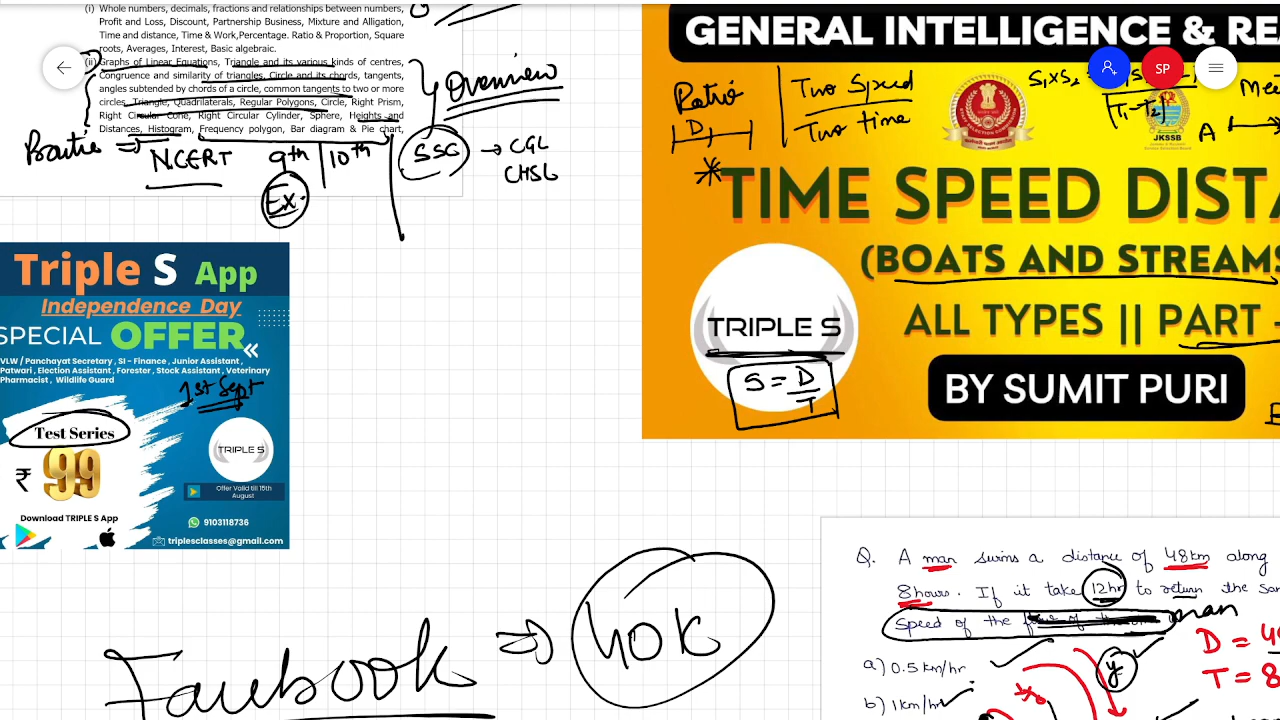 (i) Whole numbers, decimals, fractions and relationships between numbers,
Profit and Loss, Discount, Partnership Business, Mixture and Alligation,
Time and distance, Time & Work,Percentage. Ratio & Proportion, Square
roots, Averages, Interest, Basic algebraic.
(ii) Graphs of Linear Equations, Triangle and its various kinds of centres,
Congruence and similarity of triangles, Circle and its chords, tangents,
angles subtended by chords of a circle, common tangents to two or more
circles, Triangle, Quadrilaterals, Regular Polygons, Circle, Right Prism,
Right Circular Cone, Right Circular Cylinder, Sphere, Heights and
Distances, Histogram, Frequency polygon, Bar diagram & Pie chart,
Overview
⇒ NCERT 9th 10th
Ex.
SSC → CGL
CHSL
Triple S App
Independence Day
SPECIAL OFFER
VLW / Panchayat Secretary , SI - Finance , Junior Assistant ,
Patwari , Election Assistant , Forester , Stock Assistant , Veterinary
Pharmacist , Wildlife Guard
1st Sept
Test Series
₹ 99
TRIPLE S
Offer Valid till 15th
August
Download TRIPLE S App
9103118736
triplesclasses@gmail.com
GENERAL INTELLIGENCE & REA
SP
Ratio
D
Two Speed
Two time
S1×S2
T1-T2
A
JKSSB
TIME SPEED DISTA
(BOATS AND STREAMS
ALL TYPES || PART -
BY SUMIT PURI
TRIPLE S
S = D
T
Facebook ⇒ 40K
Q. A man swims a distance of 48km along
8hours. If it take 12hr to return the
Speed of the man
a) 0.5km/hr
b) 1km/hr
y
D =
T = 8